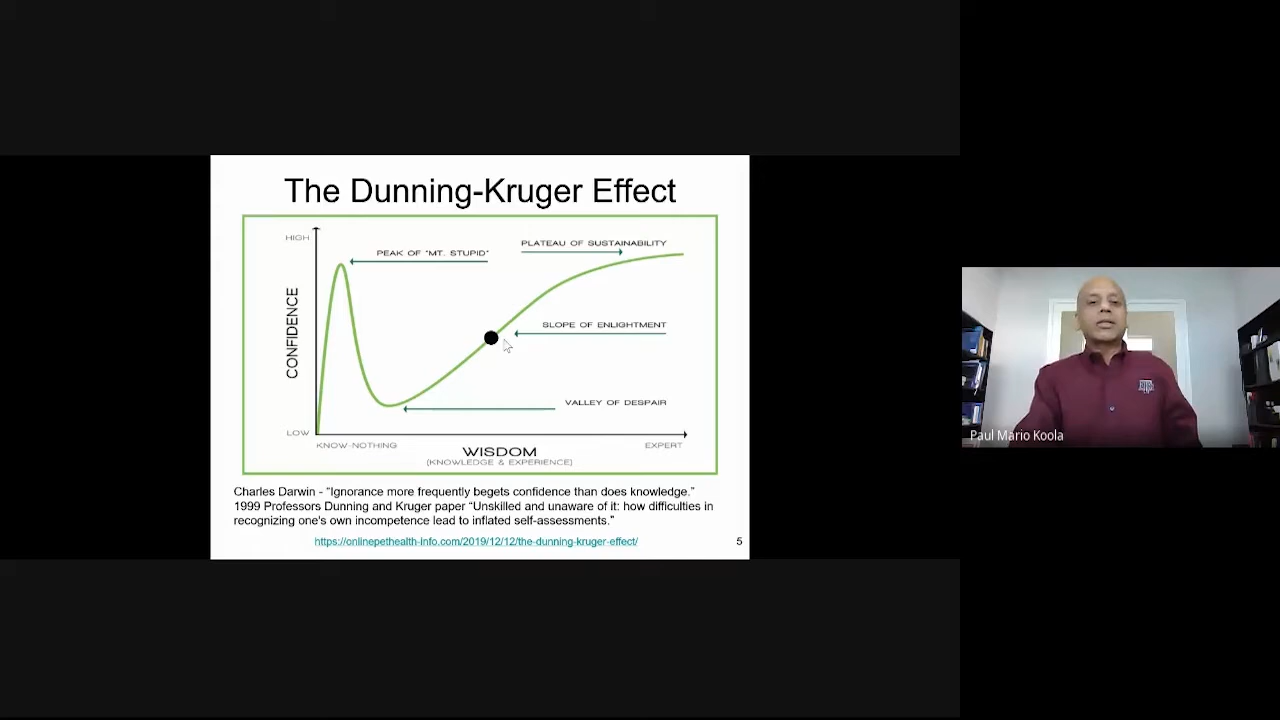 The Dunning-Kruger Effect
HIGH
PEAK OF "MT. STUPID"
PLATEAU OF SUSTAINABILITY
CONFIDENCE
SLOPE OF ENLIGHTMENT
VALLEY OF DESPAIR
LOW
KNOW-NOTHING
WISDOM
EXPERT
(KNOWLEDGE & EXPERIENCE)
Charles Darwin - “Ignorance more frequently begets confidence than does knowledge.”
1999 Professors Dunning and Kruger paper “Unskilled and unaware of it: how difficulties in
recognizing one's own incompetence lead to inflated self-assessments.”
https://onlinepethealth-info.com/2019/12/12/the-dunning-kruger-effect/
5
Paul Mario Koola
ATM